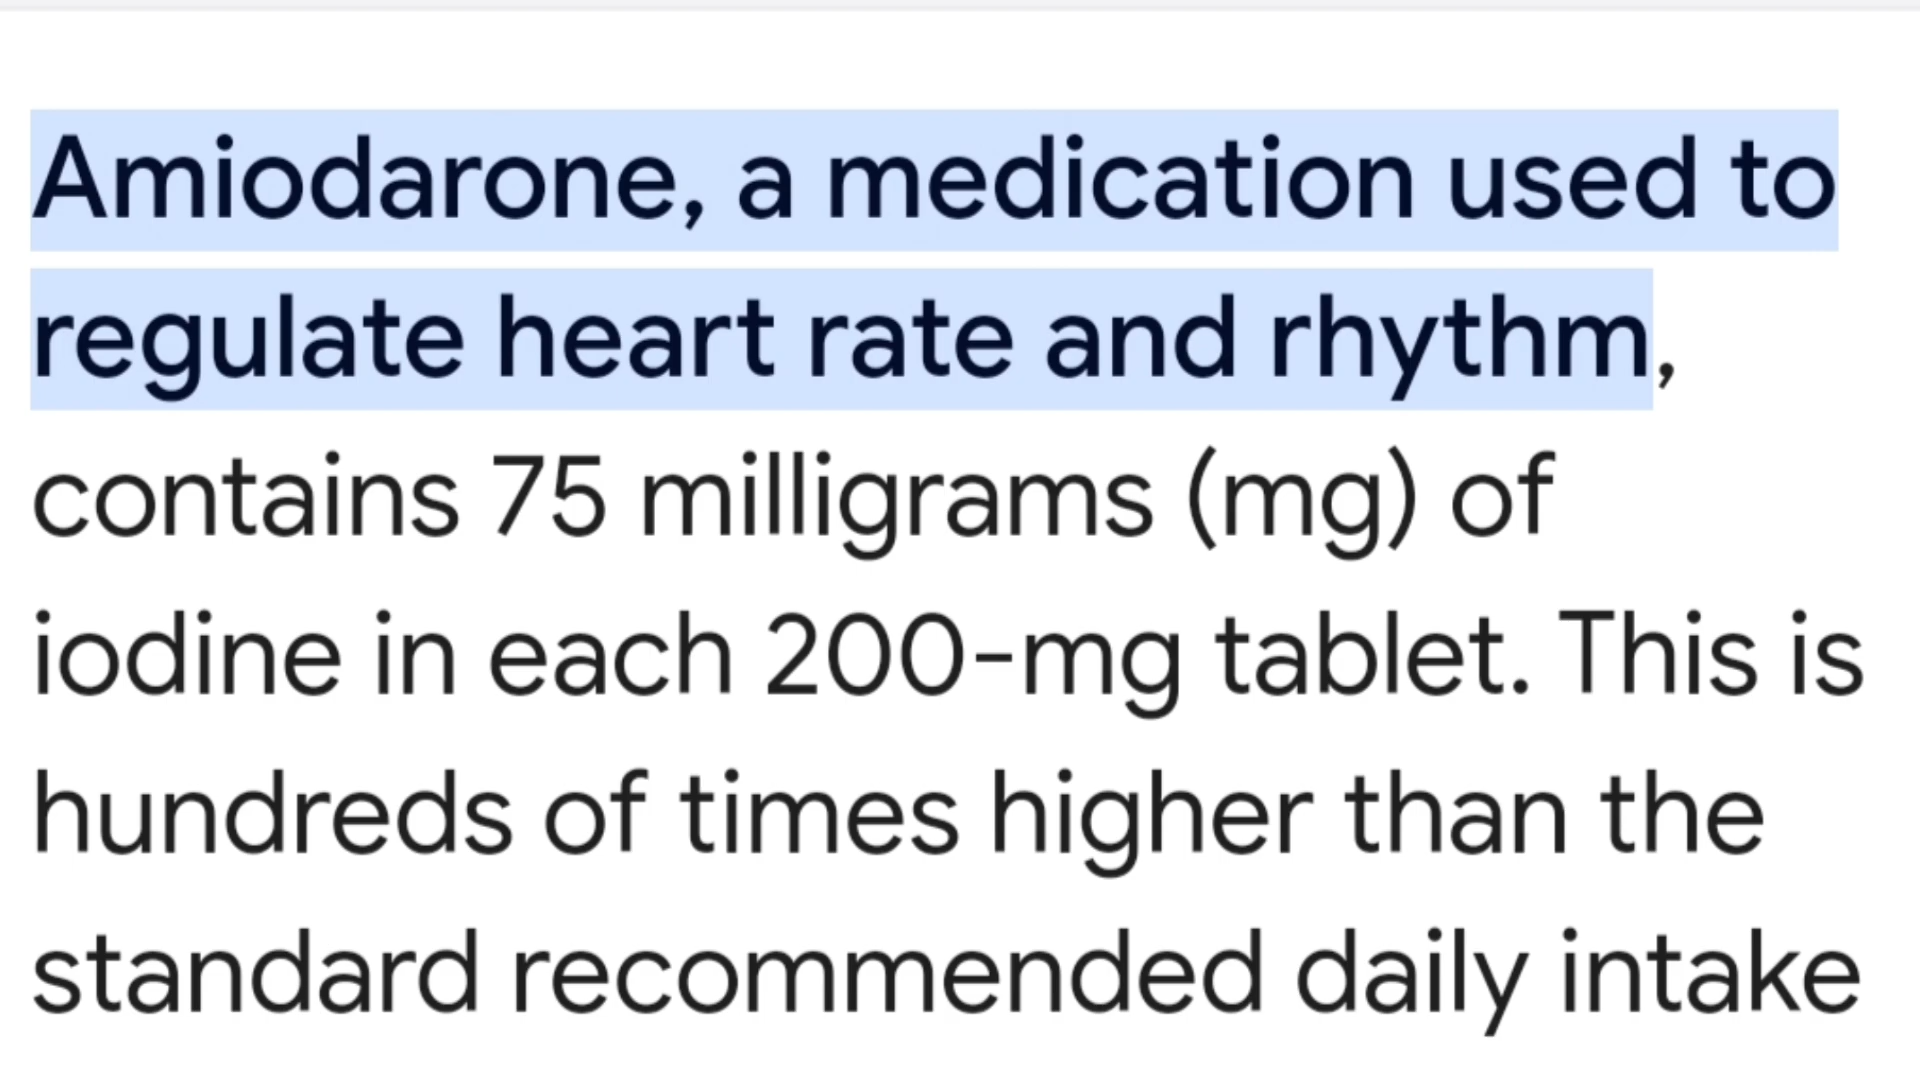 Amiodarone, a medication used to
regulate heart rate and rhythm,
contains 75 milligrams (mg) of
iodine in each 200-mg tablet. This is
hundreds of times higher than the
standard recommended daily intake